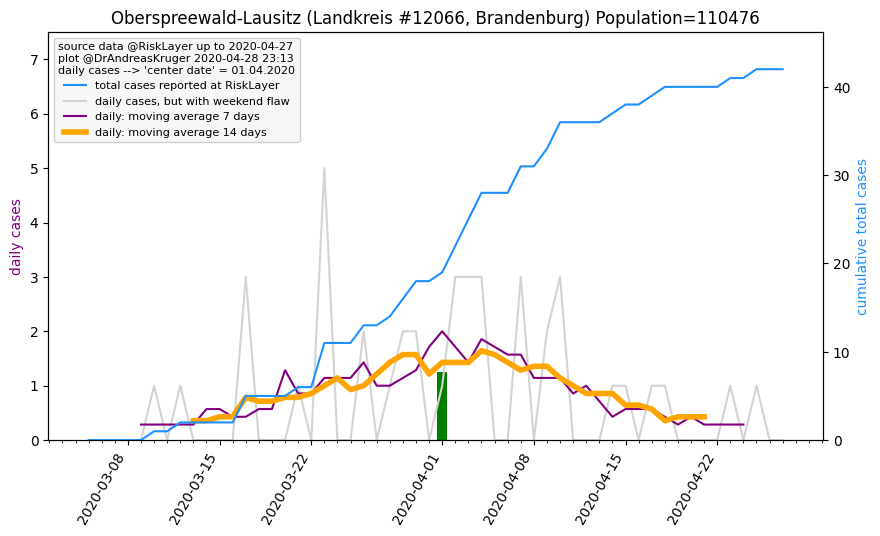 Oberspreewald-Lausitz (Landkreis #12066, Brandenburg) Population=110476
source data @RiskLayer up to 2020-04-27
plot @DrAndreasKruger 2020-04-28 23:13
daily cases --> 'center date' = 01.04.2020
total cases reported at RiskLayer
daily cases, but with weekend flaw
daily: moving average 7 days
daily: moving average 14 days
daily cases
7
6
5
4
3
2
1
0
cumulative total cases
40
30
20
10
0
2020-03-08
2020-03-15
2020-03-22
2020-04-01
2020-04-08
2020-04-15
2020-04-22